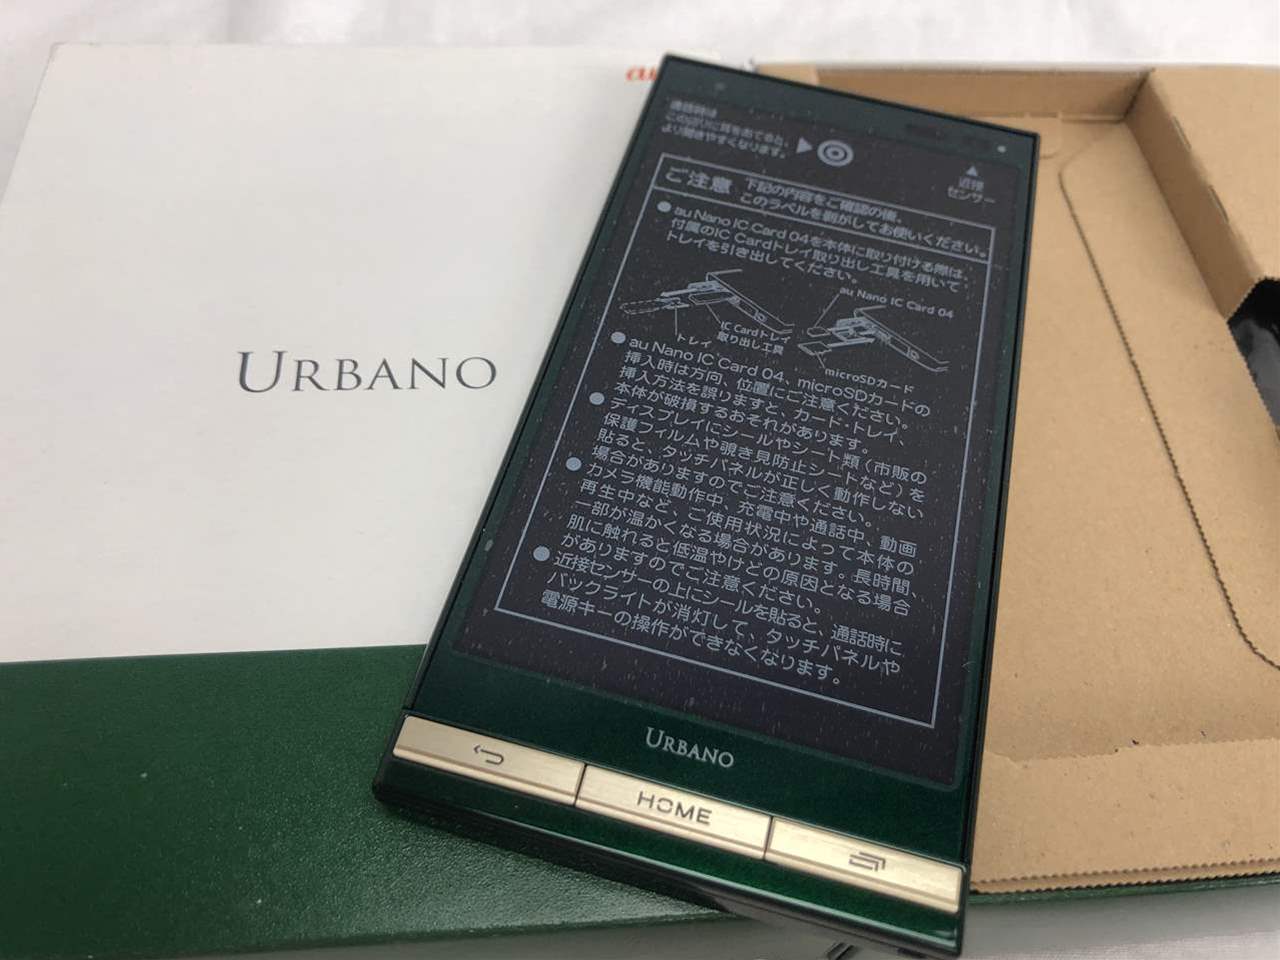 au
URBANO
通話時は
このあたりに耳をあてると、
より聞きやすくなります。
近接
センサー
ご注意 下記の内容をご確認の後、
このラベルを剥がしてお使いください。
●au Nano IC Card 04を本体に取り付ける際は、
付属のIC Cardトレイ取り出し工具を用いて
トレイを引き出してください。
au Nano IC Card 04
IC Cardトレイ
取り出し工具
トレイ
microSDカード
●au Nano IC Card 04、microSDカードの
挿入時は方向、位置にご注意ください。
挿入方法を誤りますと、カード・トレイ、
本体が破損するおそれがあります。
●ディスプレイにシールやシート類(市販の
保護フィルムや覗き見防止シートなど)を
貼ると、タッチパネルが正しく動作しない
場合がありますのでご注意ください。
●カメラ機能動作中、充電中や通話中、動画
再生中など、ご使用状況によって本体の
一部が温かくなる場合があります。長時間、
肌に触れると低温やけどの原因となる場合
がありますのでご注意ください。
●近接センサーの上にシールを貼ると、通話時に
バックライトが消灯して、タッチパネルや
電源キーの操作ができなくなります。
URBANO
HOME